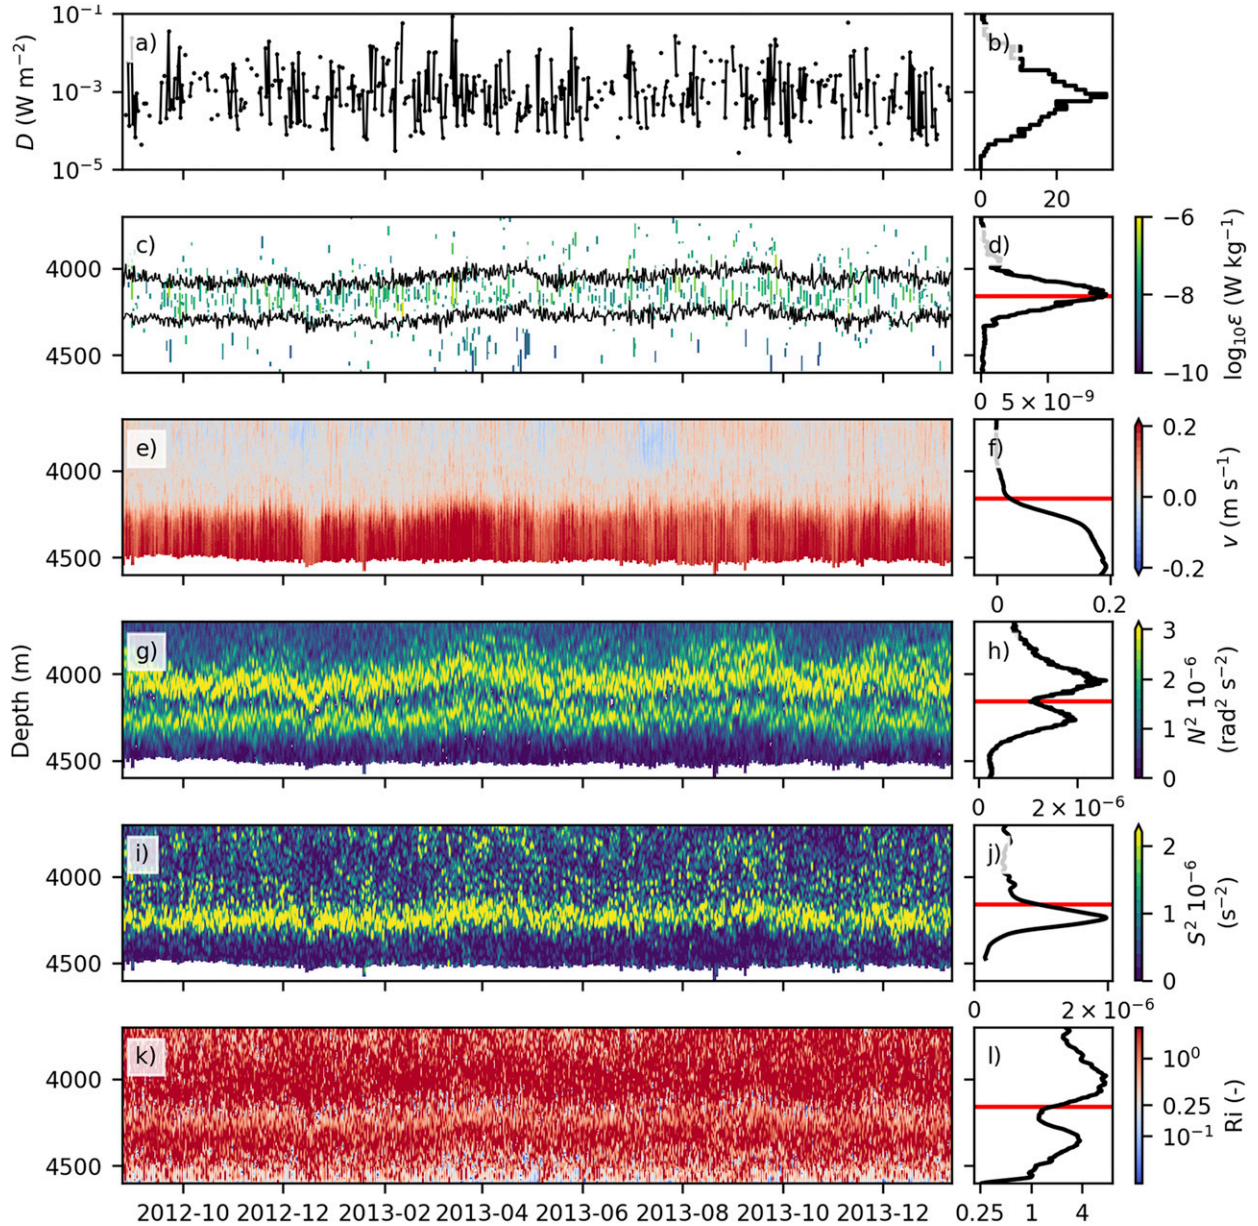 10⁻¹
10⁻³
10⁻⁵
D (W m⁻²)
a)
b)
0 20
4000
4500
c)
d)
0 5 × 10⁻⁹
−6
−8
−10
log₁₀ε (W kg⁻¹)
4000
4500
e)
f)
0 0.2
0.2
0.0
-0.2
v (m s⁻¹)
Depth (m)
4000
4500
g)
h)
0 2 × 10⁻⁶
3
2
1
0
N² 10⁻⁶
(rad² s⁻²)
4000
4500
i)
j)
0 2 × 10⁻⁶
2
1
0
S² 10⁻⁶
(s⁻²)
4000
4500
k)
l)
10⁰
0.25
10⁻¹
Ri (-)
2012-10 2012-12 2013-02 2013-04 2013-06 2013-08 2013-10 2013-12
0.25 1 4